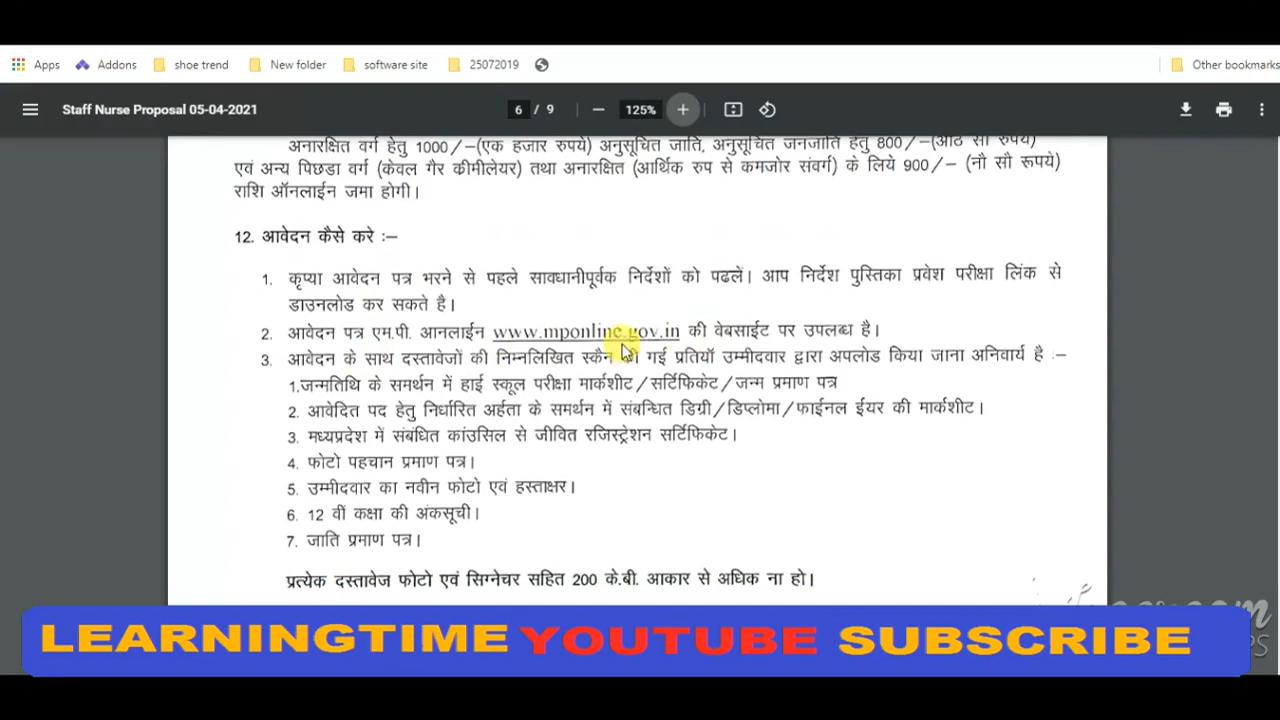 Apps Addons shoe trend New folder software site 25072019 Other bookmarks
Staff Nurse Proposal 05-04-2021 6 / 9 125%
अनारक्षित वर्ग हेतु 1000/–(एक हजार रुपये) अनुसूचित जाति, अनुसूचित जनजाति हेतु 800/–(आठ सौ रुपये)
एवं अन्य पिछडा वर्ग (केवल गैर क्रीमीलेयर) तथा अनारक्षित (आर्थिक रुप से कमजोर संवर्ग) के लिये 900/– (नौ सौ रूपये)
राशि ऑनलाईन जमा होगी।
12. आवेदन कैसे करे :–
1. कृप्या आवेदन पत्र भरने से पहले सावधानीपूर्वक निर्देशों को पढलें। आप निर्देश पुस्तिका प्रवेश परीक्षा लिंक से
डाउनलोड कर सकते है।
2. आवेदन पत्र एम.पी. आनलाईन www.mponline.gov.in की वेबसाईट पर उपलब्ध है।
3. आवेदन के साथ दस्तावेजों की निम्नलिखित स्कैन की गई प्रतियॉ उम्मीदवार द्वारा अपलोड किया जाना अनिवार्य है :–
1.जन्मतिथि के समर्थन में हाई स्कूल परीक्षा मार्कशीट/सर्टिफिकेट/जन्म प्रमाण पत्र
2. आवेदित पद हेतु निर्धारित अर्हता के समर्थन में संबन्धित डिग्री/डिप्लोमा/फाईनल ईयर की मार्कशीट।
3. मध्यप्रदेश में संबंधित कांउसिल से जीवित रजिस्ट्रेशन सर्टिफिकेट।
4. फोटो पहचान प्रमाण पत्र।
5. उम्मीदवार का नवीन फोटो एवं हस्ताक्षर।
6. 12 वीं कक्षा की अंकसूची।
7. जाति प्रमाण पत्र।
प्रत्येक दस्तावेज फोटो एवं सिग्नेचर सहित 200 के.बी. आकार से अधिक ना हो।
LEARNINGTIME YOUTUBE SUBSCRIBE